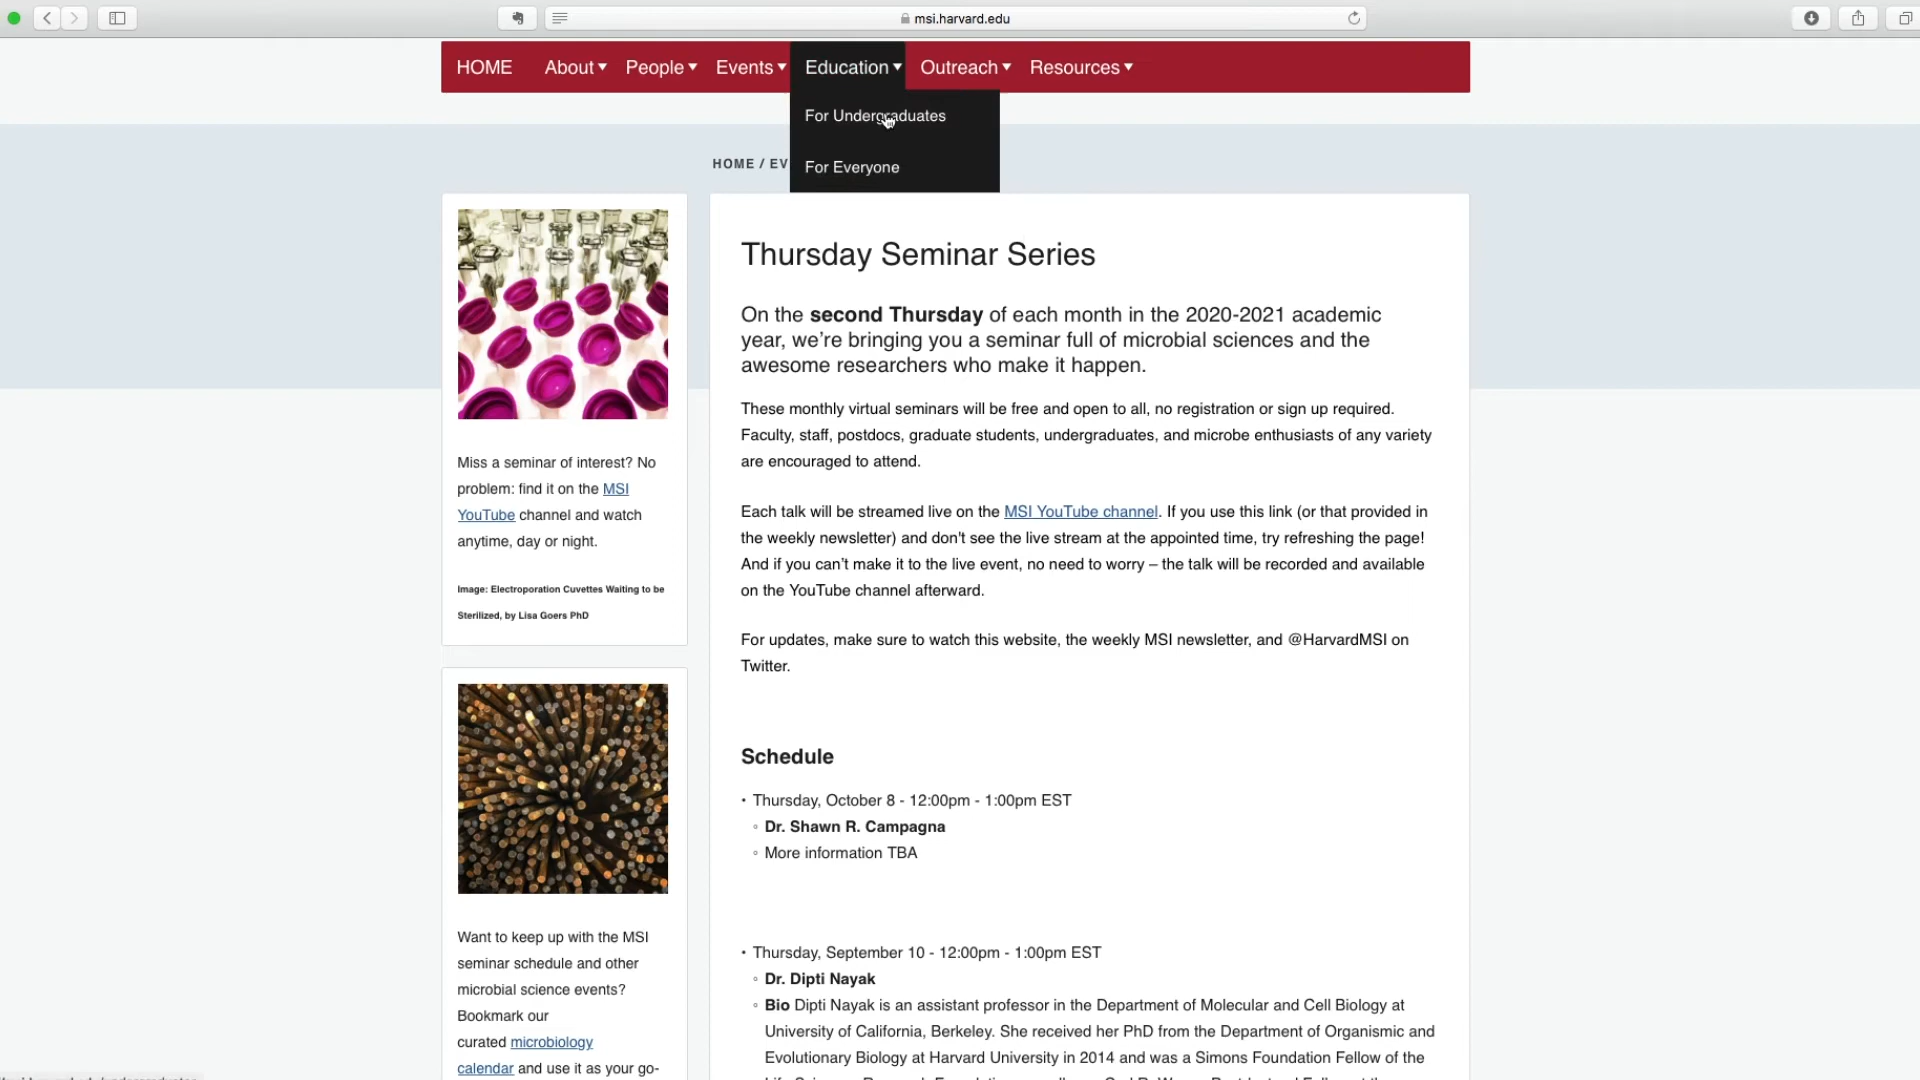 msi.harvard.edu
HOME About People Events Education Outreach Resources
For Undergraduates
For Everyone
HOME / EV
Thursday Seminar Series
On the second Thursday of each month in the 2020-2021 academic
year, we’re bringing you a seminar full of microbial sciences and the
awesome researchers who make it happen.
These monthly virtual seminars will be free and open to all, no registration or sign up required.
Faculty, staff, postdocs, graduate students, undergraduates, and microbe enthusiasts of any variety
are encouraged to attend.
Each talk will be streamed live on the MSI YouTube channel. If you use this link (or that provided in
the weekly newsletter) and don't see the live stream at the appointed time, try refreshing the page!
And if you can’t make it to the live event, no need to worry – the talk will be recorded and available
on the YouTube channel afterward.
For updates, make sure to watch this website, the weekly MSI newsletter, and @HarvardMSI on
Twitter.
Schedule
• Thursday, October 8 - 12:00pm - 1:00pm EST
◦ Dr. Shawn R. Campagna
◦ More information TBA
• Thursday, September 10 - 12:00pm - 1:00pm EST
◦ Dr. Dipti Nayak
◦ Bio Dipti Nayak is an assistant professor in the Department of Molecular and Cell Biology at
University of California, Berkeley. She received her PhD from the Department of Organismic and
Evolutionary Biology at Harvard University in 2014 and was a Simons Foundation Fellow of the
Miss a seminar of interest? No
problem: find it on the MSI
YouTube channel and watch
anytime, day or night.
Image: Electroporation Cuvettes Waiting to be
Sterilized, by Lisa Goers PhD
Want to keep up with the MSI
seminar schedule and other
microbial science events?
Bookmark our
curated microbiology
calendar and use it as your go-